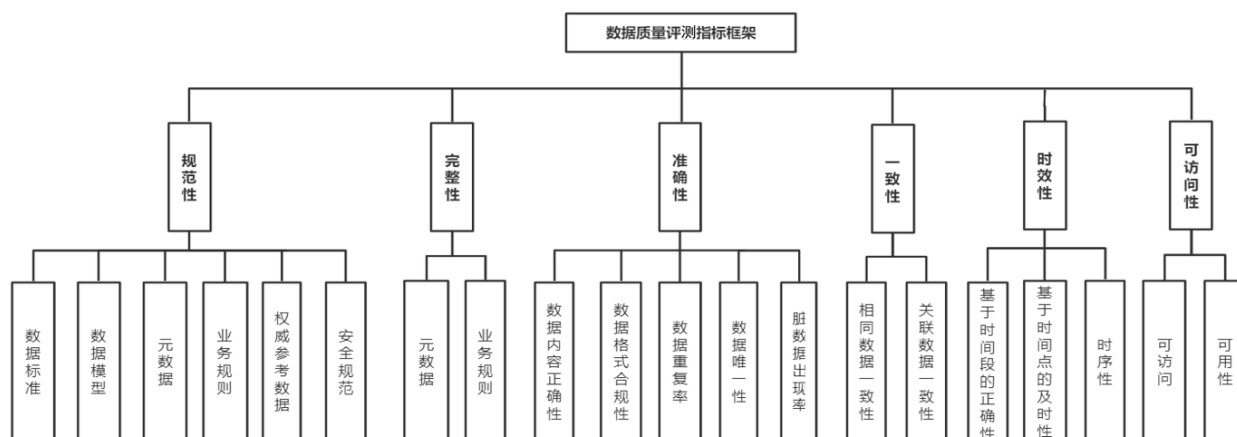 数据质量评测指标框架
规范性
完整性
准确性
一致性
时效性
可访问性
数据标准
数据模型
元数据
业务规则
权威参考数据
安全规范
元数据
业务规则
数据内容正确性
数据格式合规性
数据重复率
数据唯一性
脏数据出现率
相同数据一致性
关联数据一致性
基于时间段的正确性
基于时间点的及时性
时序性
可访问
可用性